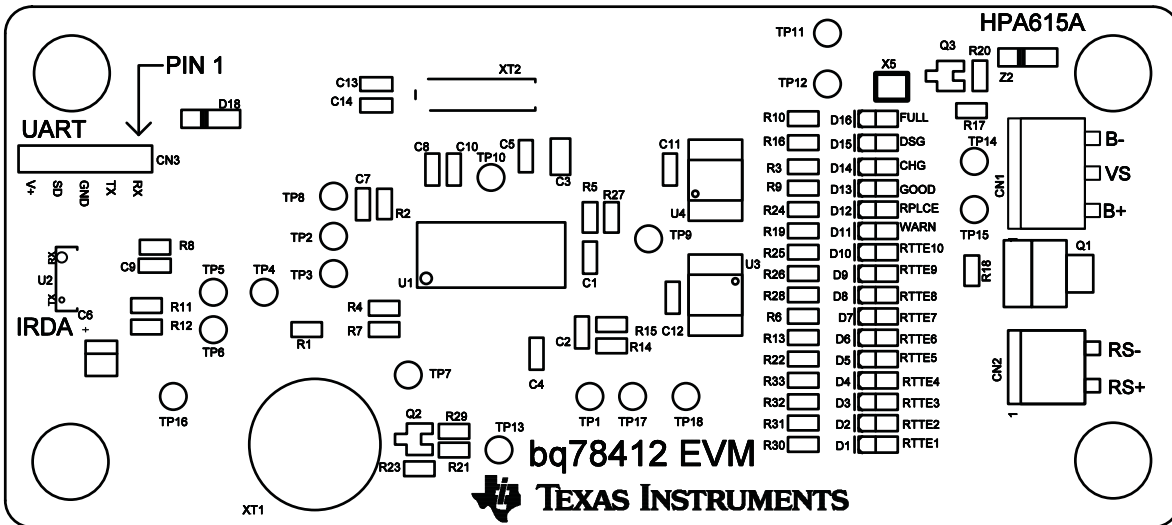 HPA615A
TP11
Q3
R20
PIN 1
XT2
X5
Z2
C13
TP12
C14
D18
UART
R10 D16 FULL
R17
R16 D15 DSG
TP14
B-
CN3
C8
C10
TP10
C5
C3
C11
R3 D14 CHG
CN1
VS
V+
SD
GND
TX
RX
TP8
C7
R2
R5
R27
U4
R9 D13 GOOD
B+
R24 D12 RPLCE
TP15
TP2
TP9
R19 D11 WARN
R8
R25 D10 RTTE10
1
Q1
RX
U2
TX
C9
TP5
TP4
TP3
U1
C1
U3
R26 D9 RTTE9
R18
R28 D8 RTTE8
C6
+
R11
R4
C12
R6 D7 RTTE7
IRDA
R12
TP6
R1
R7
C2
R15
R14
R13 D6 RTTE6
RS-
C4
R22 D5 RTTE5
CN2
TP7
R33 D4 RTTE4
RS+
R32 D3 RTTE3
1
TP16
Q2
R29
TP13
TP1
TP17
TP18
R31 D2 RTTE2
R23
R21
bq78412 EVM
R30 D1 RTTE1
XT1
TEXAS INSTRUMENTS